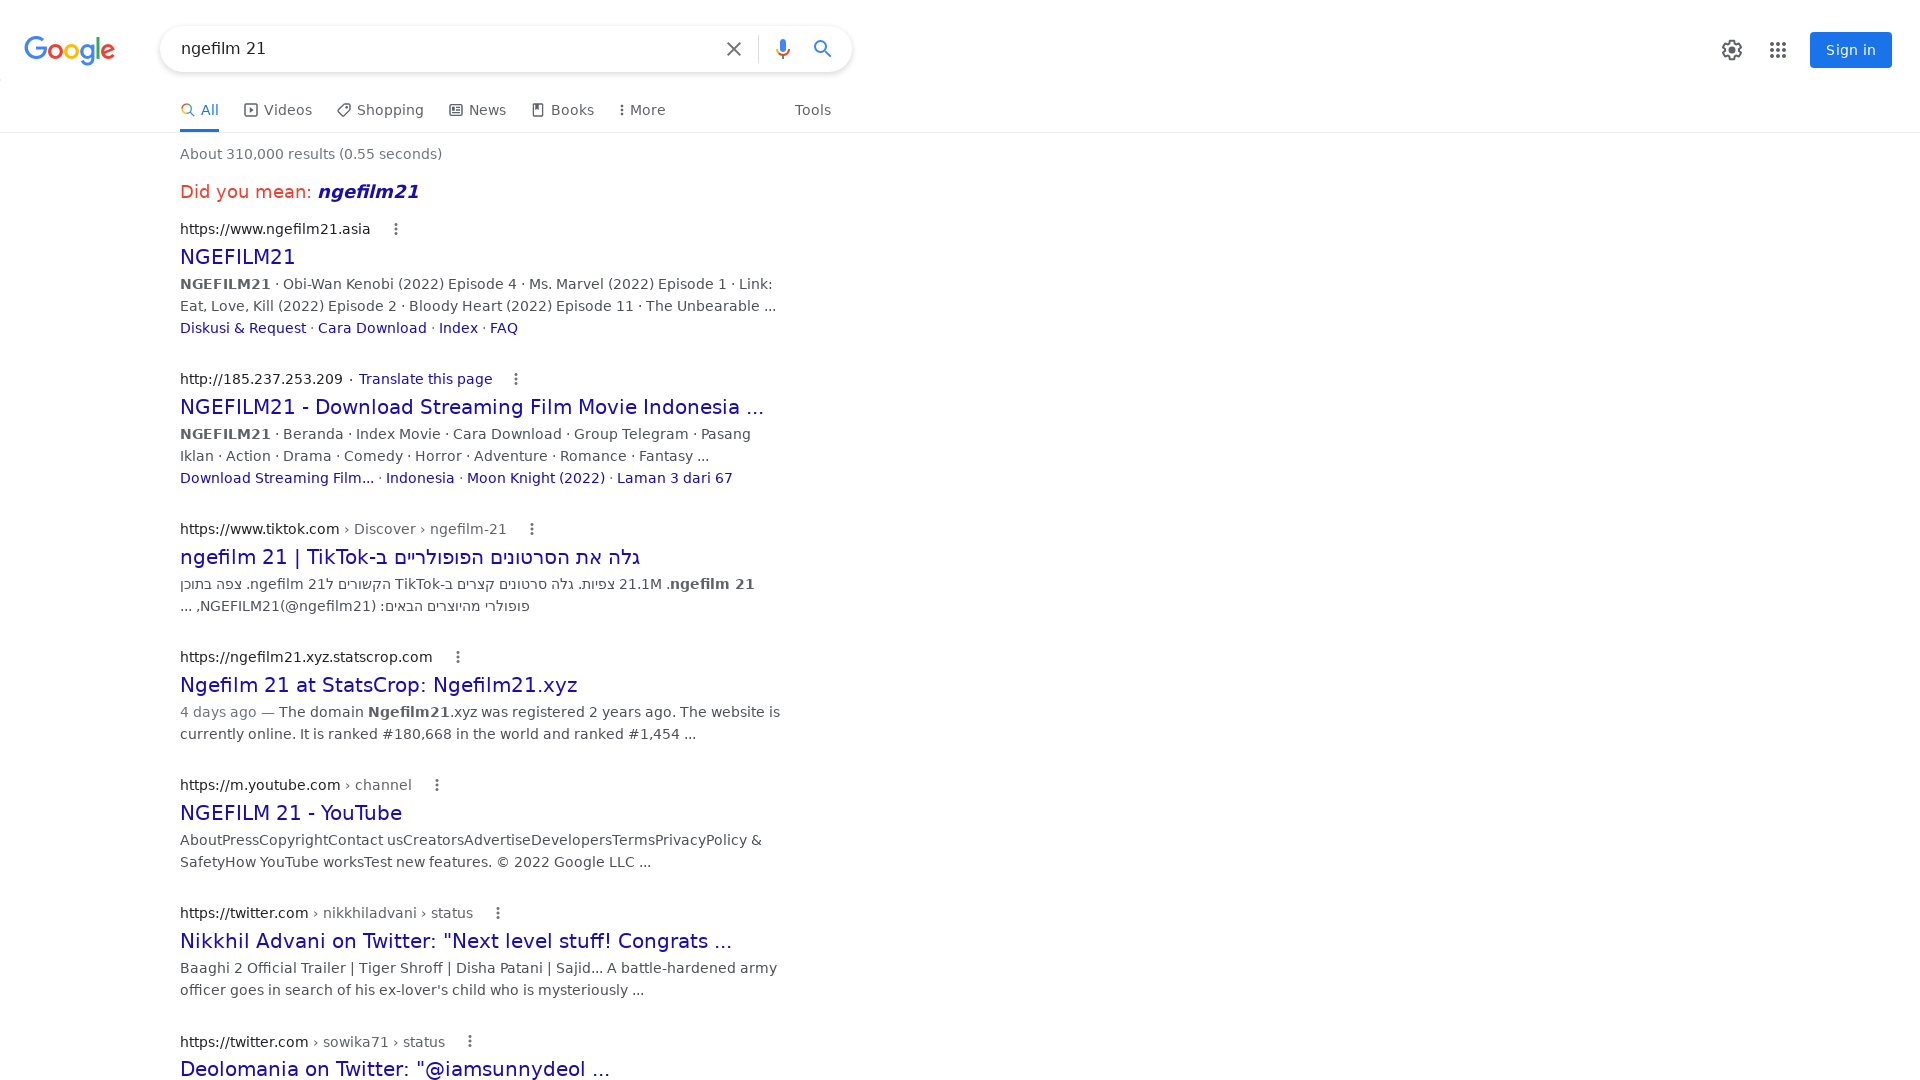 Google
ngefilm 21
Sign in
All
Videos
Shopping
News
Books
More
Tools
About 310,000 results (0.55 seconds)
Did you mean: ngefilm21
https://www.ngefilm21.asia
NGEFILM21
NGEFILM21 · Obi-Wan Kenobi (2022) Episode 4 · Ms. Marvel (2022) Episode 1 · Link:
Eat, Love, Kill (2022) Episode 2 · Bloody Heart (2022) Episode 11 · The Unbearable ...
Diskusi & Request · Cara Download · Index · FAQ
http://185.237.253.209 · Translate this page
NGEFILM21 - Download Streaming Film Movie Indonesia ...
NGEFILM21 · Beranda · Index Movie · Cara Download · Group Telegram · Pasang
Iklan · Action · Drama · Comedy · Horror · Adventure · Romance · Fantasy ...
Download Streaming Film... · Indonesia · Moon Knight (2022) · Laman 3 dari 67
https://www.tiktok.com › Discover › ngefilm-21
ngefilm 21 | TikTok-גלה את הסרטונים הפופולריים ב
ngefilm 21. 21.1M צפיות. גלה סרטונים קצרים ב-TikTok הקשורים לngefilm 21. צפה בתוכן
פופולרי מהיוצרים הבאים: NGEFILM21(@ngefilm21), ...
https://ngefilm21.xyz.statscrop.com
Ngefilm 21 at StatsCrop: Ngefilm21.xyz
4 days ago — The domain Ngefilm21.xyz was registered 2 years ago. The website is
currently online. It is ranked #180,668 in the world and ranked #1,454 ...
https://m.youtube.com › channel
NGEFILM 21 - YouTube
AboutPressCopyrightContact usCreatorsAdvertiseDevelopersTermsPrivacyPolicy &
SafetyHow YouTube worksTest new features. © 2022 Google LLC ...
https://twitter.com › nikkhiladvani › status
Nikkhil Advani on Twitter: "Next level stuff! Congrats ...
Baaghi 2 Official Trailer | Tiger Shroff | Disha Patani | Sajid... A battle-hardened army
officer goes in search of his ex-lover's child who is mysteriously ...
https://twitter.com › sowika71 › status
Deolomania on Twitter: "@iamsunnydeol ...